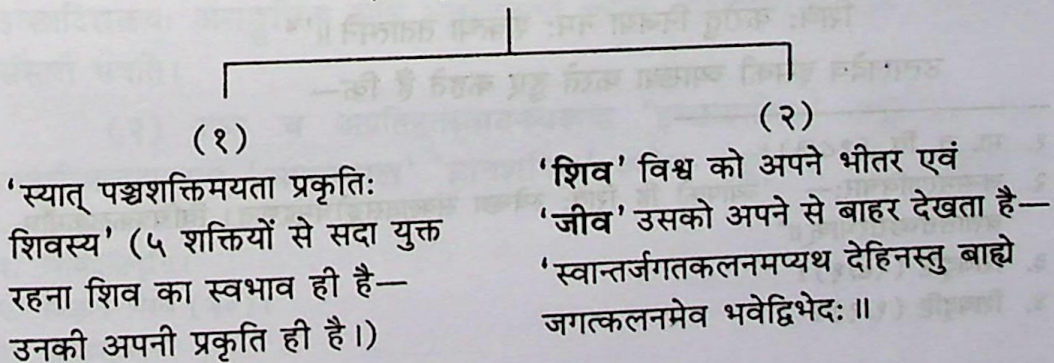 (१)
'स्यात् पञ्चशक्तिमयता प्रकृतिः
शिवस्य' (५ शक्तियों से सदा युक्त
रहना शिव का स्वभाव ही है—
उनकी अपनी प्रकृति ही है।)
(२)
'शिव' विश्व को अपने भीतर एवं
'जीव' उसको अपने से बाहर देखता है—
'स्वान्तर्जगतकलनमप्यथ देहिनस्तु बाह्ये
जगत्कलनमेव भवेद्विभेदः॥